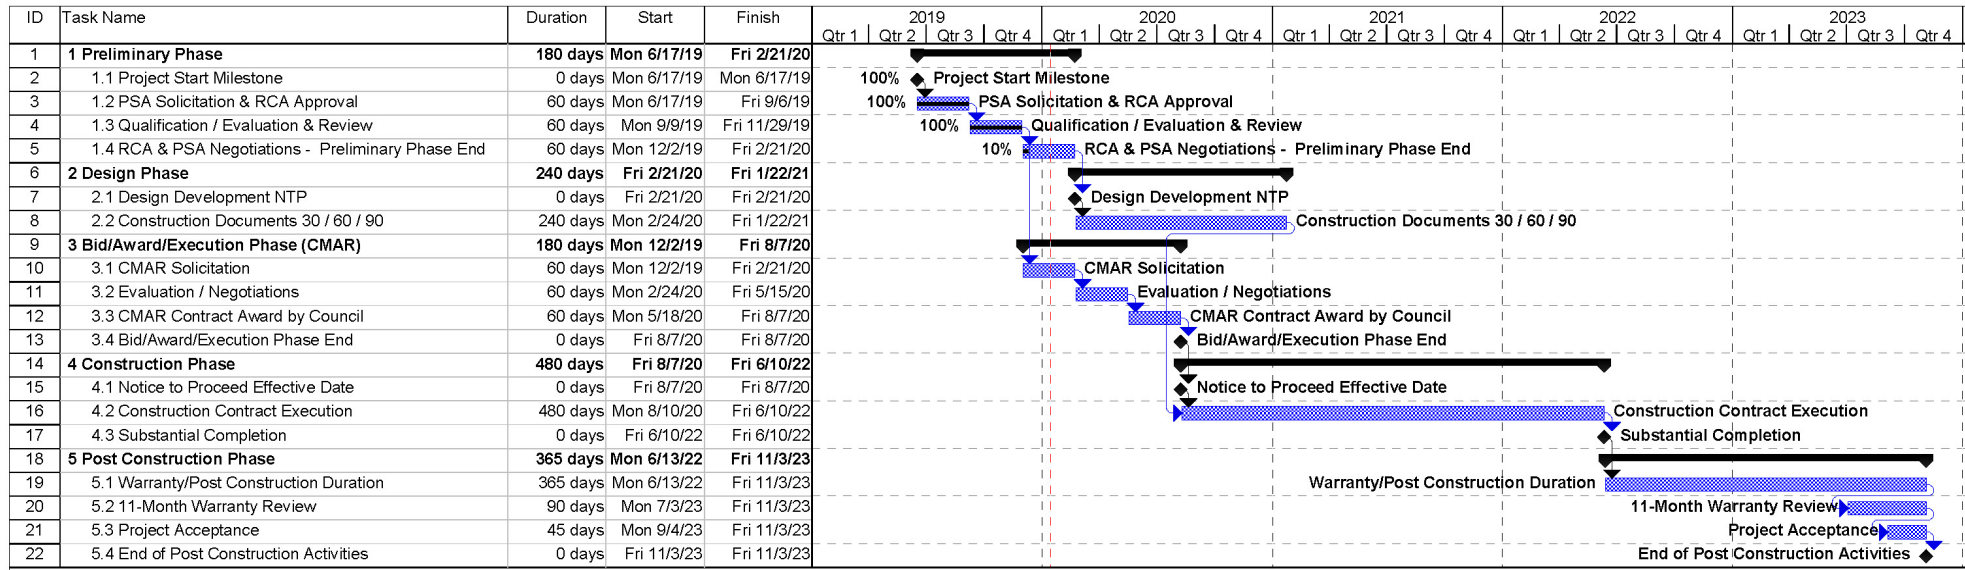 ID Task Name Duration Start Finish 2019 2020 2021 2022 2023
Qtr 1 Qtr 2 Qtr 3 Qtr 4 Qtr 1 Qtr 2 Qtr 3 Qtr 4 Qtr 1 Qtr 2 Qtr 3 Qtr 4 Qtr 1 Qtr 2 Qtr 3 Qtr 4 Qtr 1 Qtr 2 Qtr 3 Qtr 4
1 1 Preliminary Phase 180 days Mon 6/17/19 Fri 2/21/20
2 1.1 Project Start Milestone 0 days Mon 6/17/19 Mon 6/17/19 100% Project Start Milestone
3 1.2 PSA Solicitation & RCA Approval 60 days Mon 6/17/19 Fri 9/6/19 100% PSA Solicitation & RCA Approval
4 1.3 Qualification / Evaluation & Review 60 days Mon 9/9/19 Fri 11/29/19 100% Qualification / Evaluation & Review
5 1.4 RCA & PSA Negotiations - Preliminary Phase End 60 days Mon 12/2/19 Fri 2/21/20 10% RCA & PSA Negotiations - Preliminary Phase End
6 2 Design Phase 240 days Fri 2/21/20 Fri 1/22/21
7 2.1 Design Development NTP 0 days Fri 2/21/20 Fri 2/21/20 Design Development NTP
8 2.2 Construction Documents 30 / 60 / 90 240 days Mon 2/24/20 Fri 1/22/21 Construction Documents 30 / 60 / 90
9 3 Bid/Award/Execution Phase (CMAR) 180 days Mon 12/2/19 Fri 8/7/20
10 3.1 CMAR Solicitation 60 days Mon 12/2/19 Fri 2/21/20 CMAR Solicitation
11 3.2 Evaluation / Negotiations 60 days Mon 2/24/20 Fri 5/15/20 Evaluation / Negotiations
12 3.3 CMAR Contract Award by Council 60 days Mon 5/18/20 Fri 8/7/20 CMAR Contract Award by Council
13 3.4 Bid/Award/Execution Phase End 0 days Fri 8/7/20 Fri 8/7/20 Bid/Award/Execution Phase End
14 4 Construction Phase 480 days Fri 8/7/20 Fri 6/10/22
15 4.1 Notice to Proceed Effective Date 0 days Fri 8/7/20 Fri 8/7/20 Notice to Proceed Effective Date
16 4.2 Construction Contract Execution 480 days Mon 8/10/20 Fri 6/10/22 Construction Contract Execution
17 4.3 Substantial Completion 0 days Fri 6/10/22 Fri 6/10/22 Substantial Completion
18 5 Post Construction Phase 365 days Mon 6/13/22 Fri 11/3/23
19 5.1 Warranty/Post Construction Duration 365 days Mon 6/13/22 Fri 11/3/23 Warranty/Post Construction Duration
20 5.2 11-Month Warranty Review 90 days Mon 7/3/23 Fri 11/3/23 11-Month Warranty Review
21 5.3 Project Acceptance 45 days Mon 9/4/23 Fri 11/3/23 Project Acceptance
22 5.4 End of Post Construction Activities 0 days Fri 11/3/23 Fri 11/3/23 End of Post Construction Activities